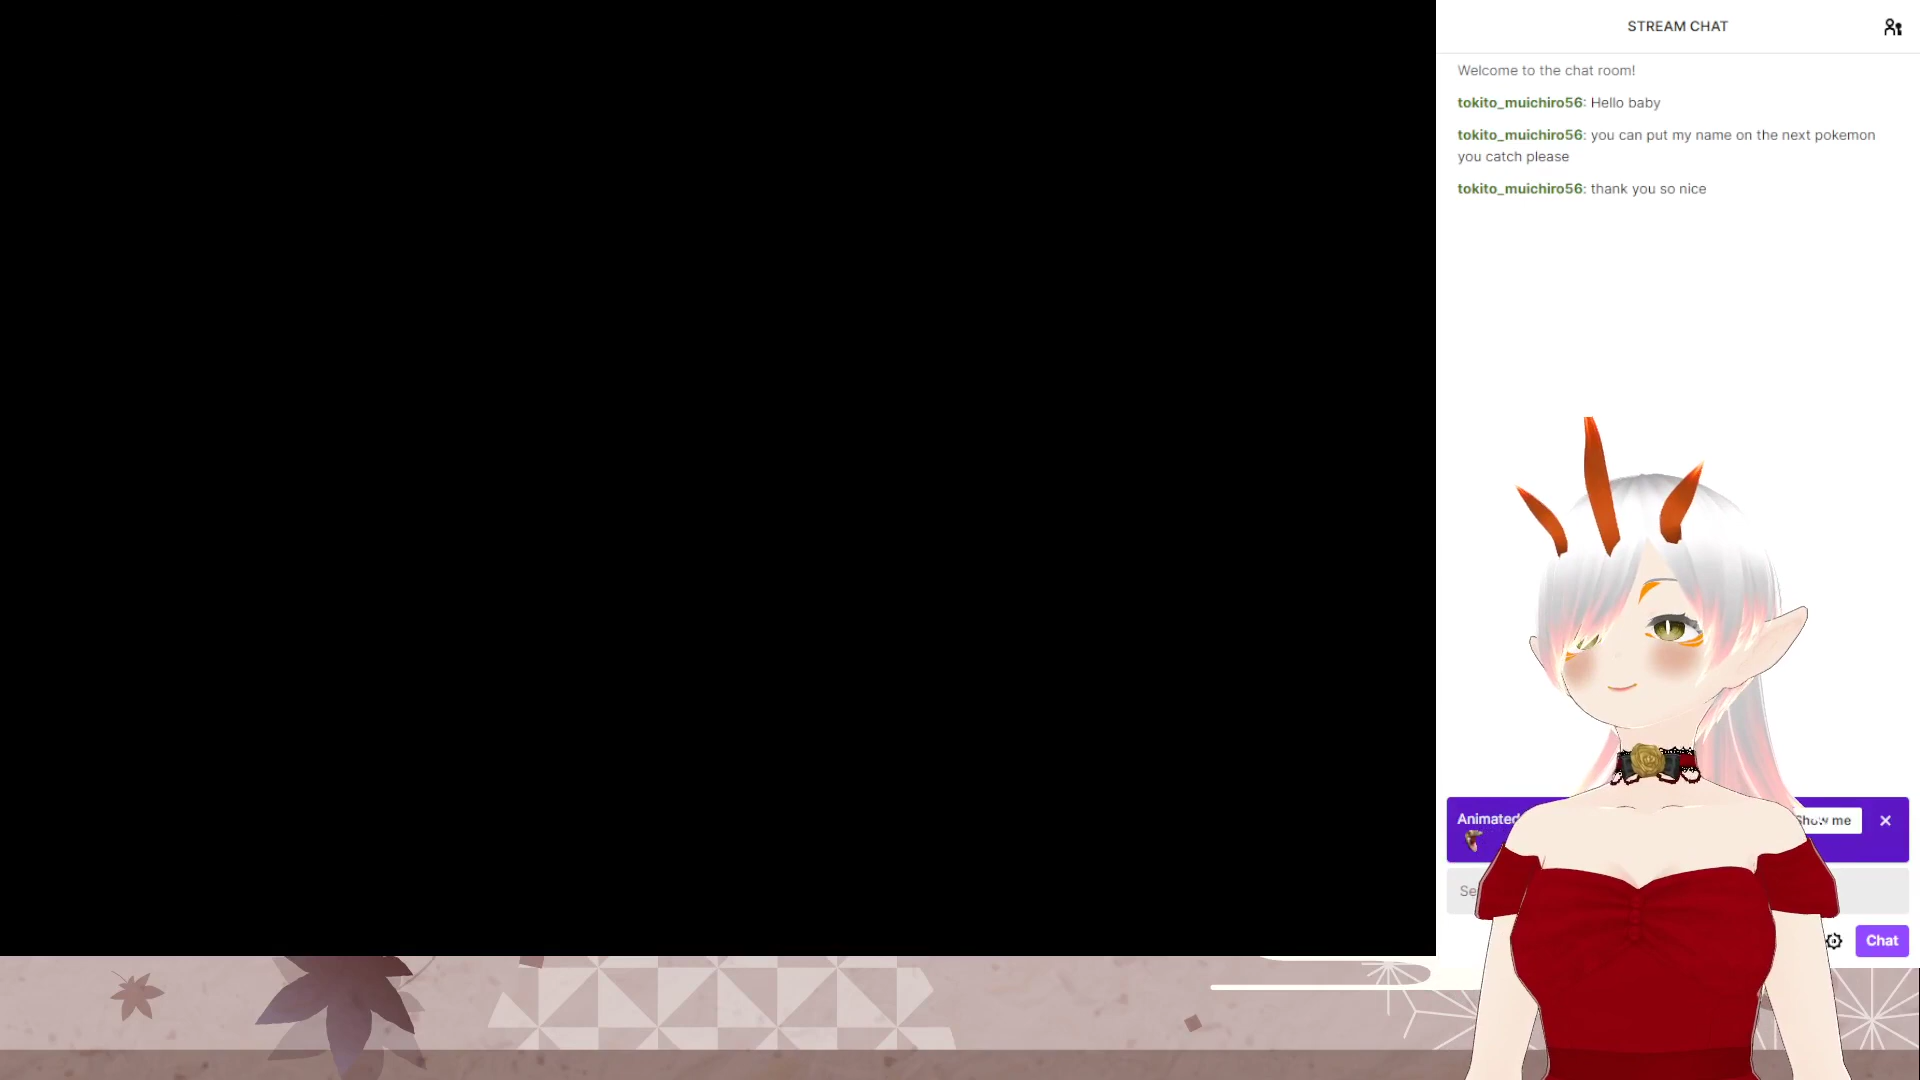 STREAM CHAT
Welcome to the chat room!
tokito_muichiro56: Hello baby
tokito_muichiro56: you can put my name on the next pokemon
you catch please
tokito_muichiro56: thank you so nice
Animated
Show me
Chat